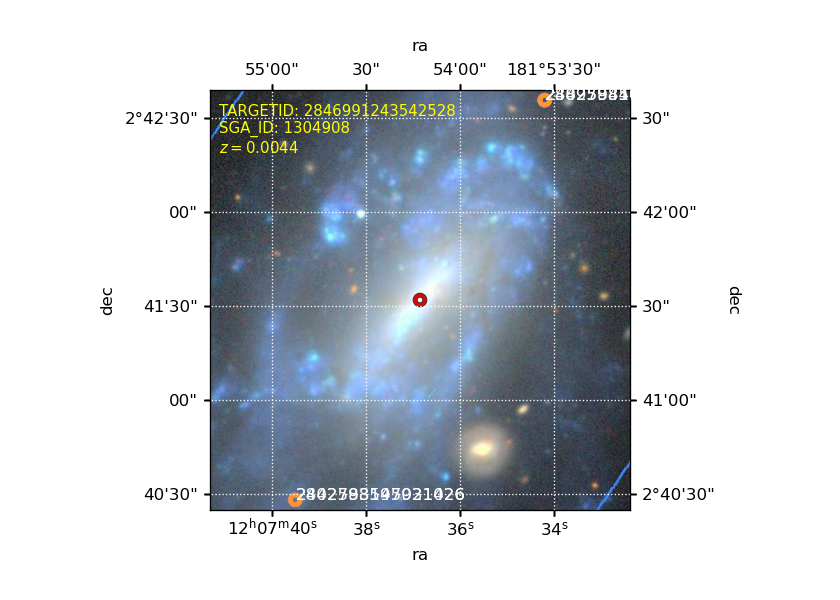 ra
55'00" 30" 54'00" 181°53'30"
TARGETID: 2846991243542528
SGA_ID: 1304908
z = 0.0044
2°42'30" 30"
00" 42'00"
dec 41'30" 30" dec
00" 41'00"
40'30" 2°40'30"
12h07m40s 38s 36s 34s
ra